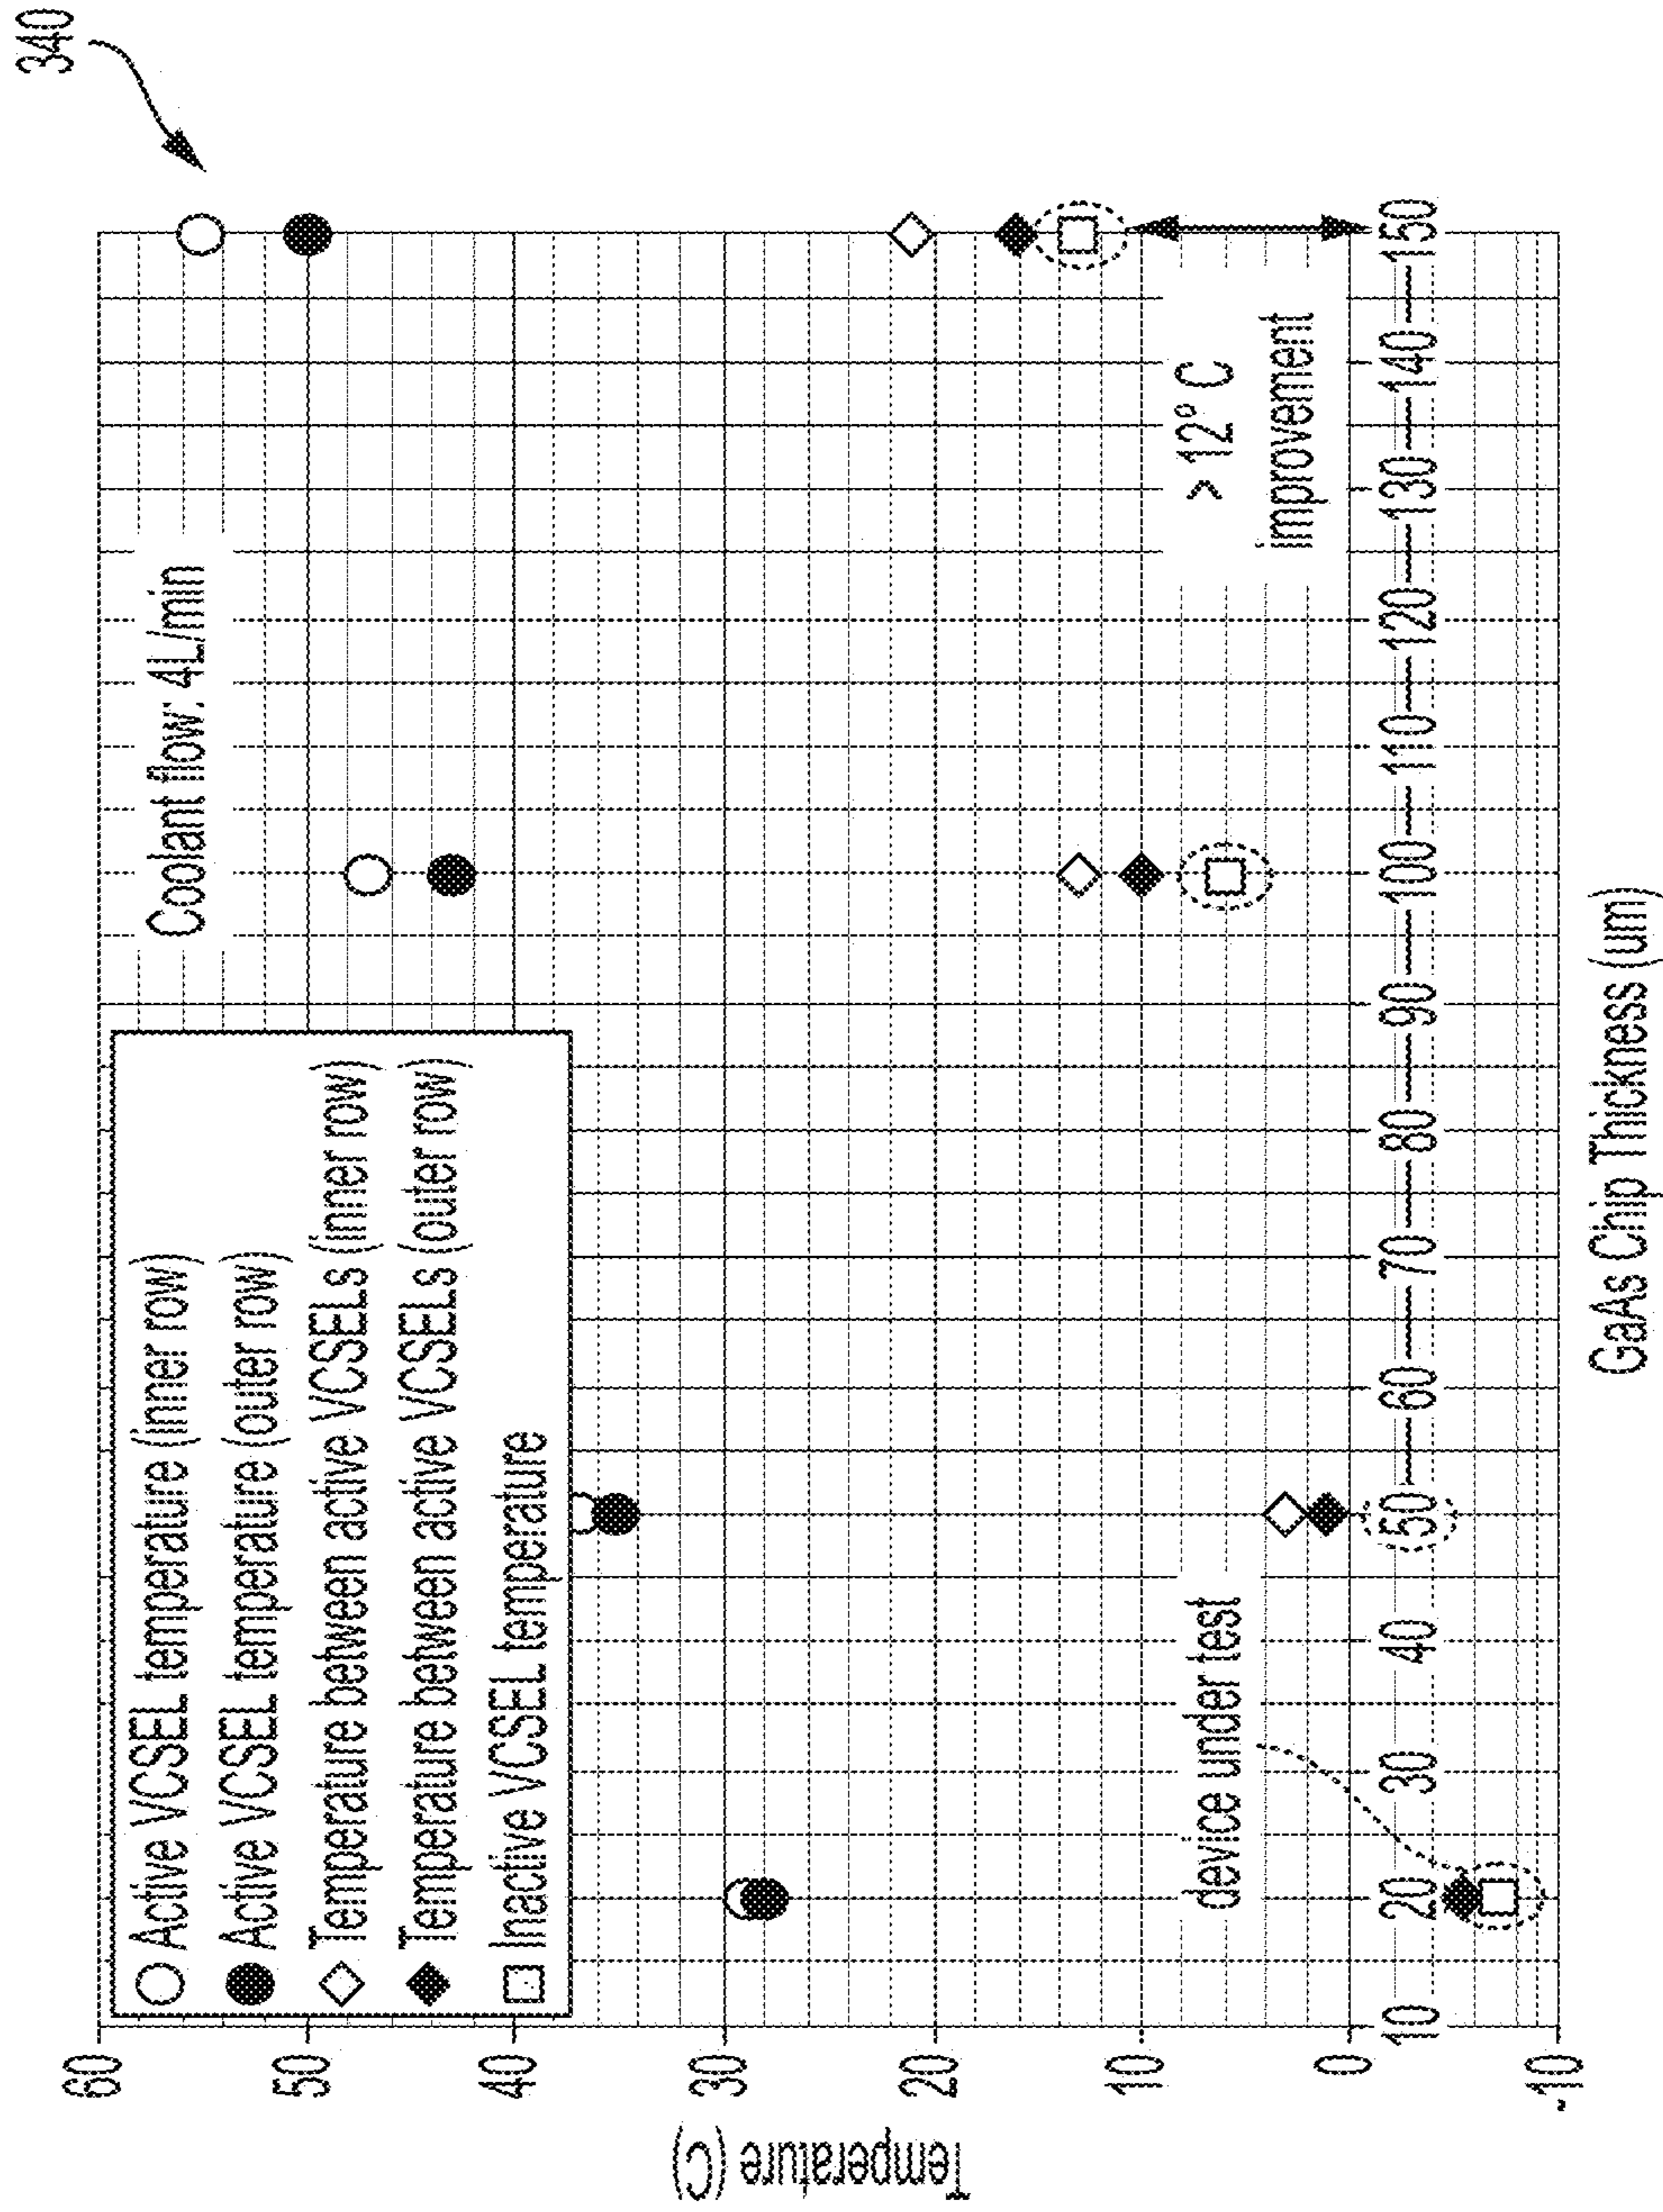 340
Coolant flow: 4L/min
Active VCSEL temperature (inner row)
Active VCSEL temperature (outer row)
Temperature between active VCSELs (inner row)
Temperature between active VCSELs (outer row)
Inactive VCSEL temperature
device under test
> 12° C
improvement
Temperature (C)
60
50
40
30
20
10
0
-10
10 20 30 40 50 60 70 80 90 100 110 120 130 140 150
GaAs Chip Thickness (um)